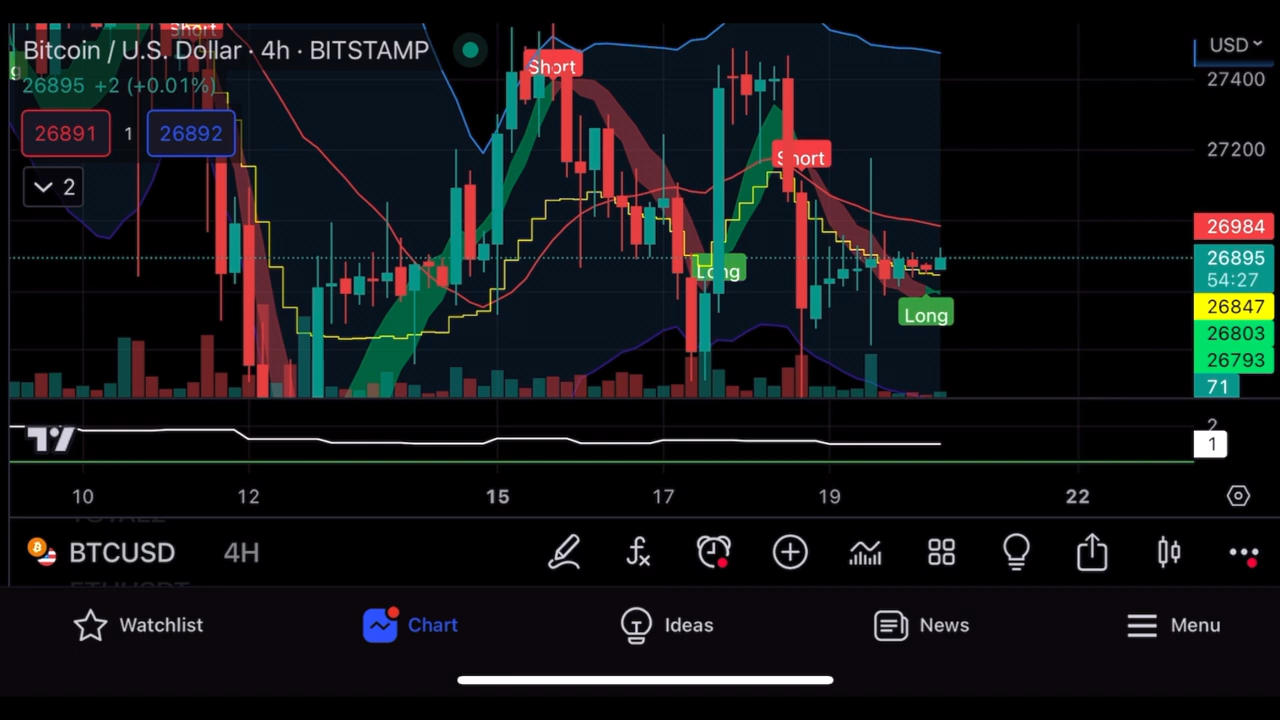 Short
Bitcoin / U.S. Dollar · 4h · BITSTAMP
USD
g
Short
26895 +2 (+0.01%)
27400
26891 1 26892
27200
Short
2
26984
Long
26895
54:27
26847
Long
26803
26793
71
2
1
10 12 15 17 19 22
BTCUSD 4H
Watchlist Chart Ideas News Menu